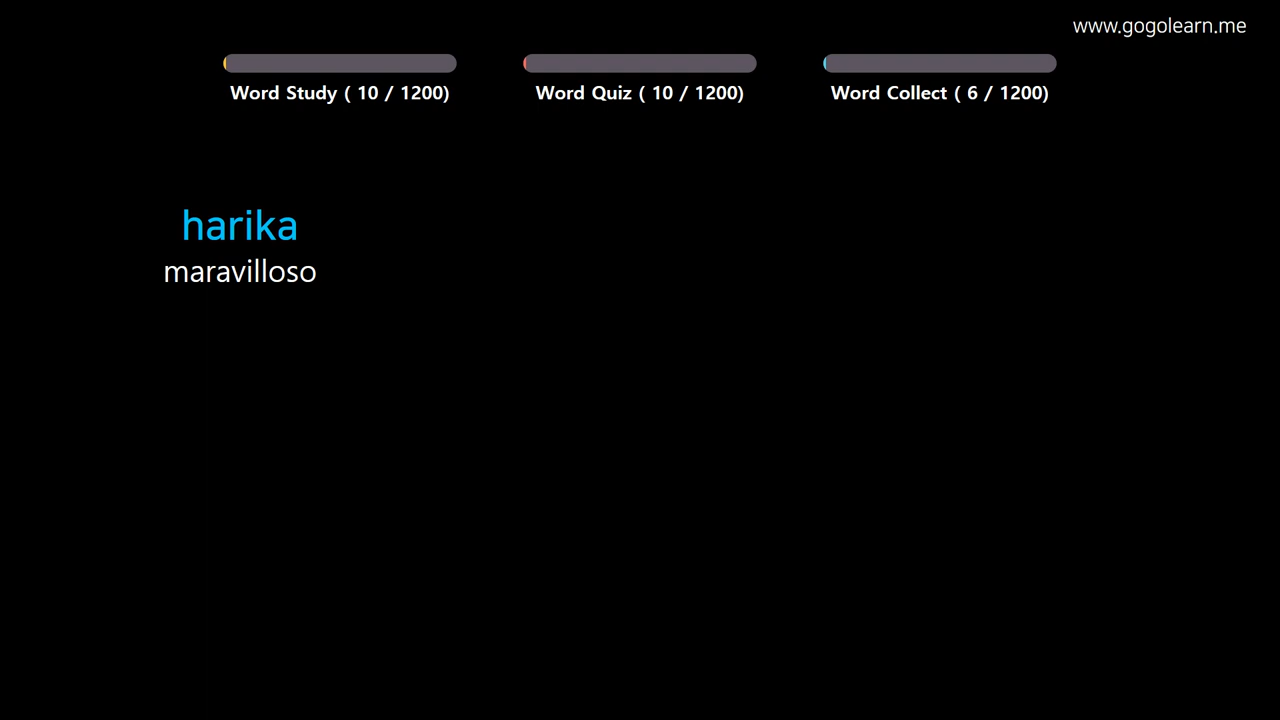 www.gogolearn.me
Word Study ( 10 / 1200)
Word Quiz ( 10 / 1200)
Word Collect ( 6 / 1200)
harika
maravilloso